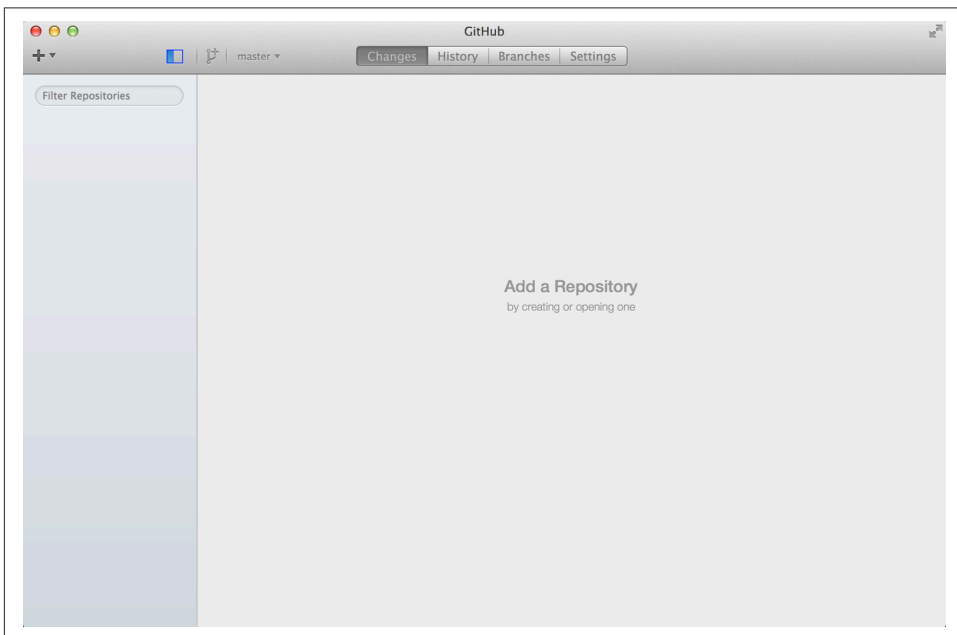 GitHub
master
Changes
History
Branches
Settings
Filter Repositories
Add a Repository
by creating or opening one